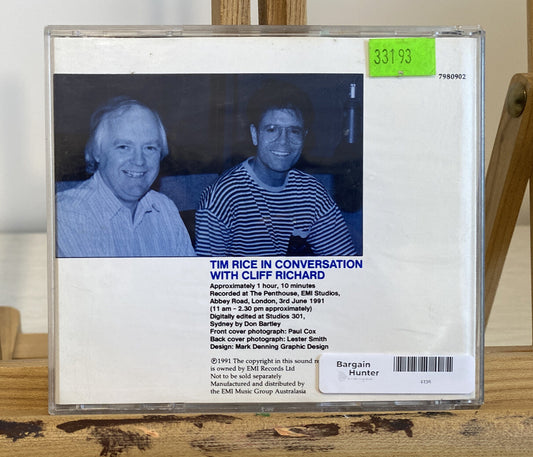 33193
7980902
TIM RICE IN CONVERSATION
WITH CLIFF RICHARD
Approximately 1 hour, 10 minutes
Recorded at The Penthouse, EMI Studios,
Abbey Road, London, 3rd June 1991
(11 am - 2.30 pm approximately)
Digitally edited at Studios 301,
Sydney by Don Bartley
Front cover photograph: Paul Cox
Back cover photograph: Lester Smith
Design: Mark Denning Graphic Design
℗1991 The copyright in this sound
is owned by EMI Records Ltd
Not to be sold separately
Manufactured and distributed by
the EMI Music Group Australasia
Bargain
Hunter